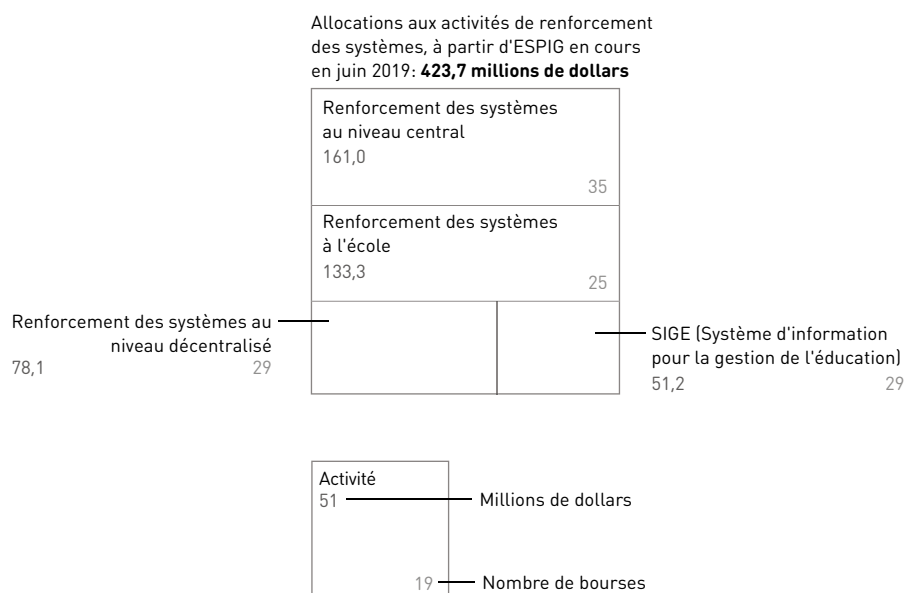 Allocations aux activités de renforcement
des systèmes, à partir d'ESPIG en cours
en juin 2019: 423,7 millions de dollars
Renforcement des systèmes
au niveau central
161,0
35
Renforcement des systèmes
à l'école
133,3
25
Renforcement des systèmes au
niveau décentralisé
78,1
29
SIGE (Système d'information
pour la gestion de l'éducation)
51,2
29
Activité
51
Millions de dollars
19
Nombre de bourses